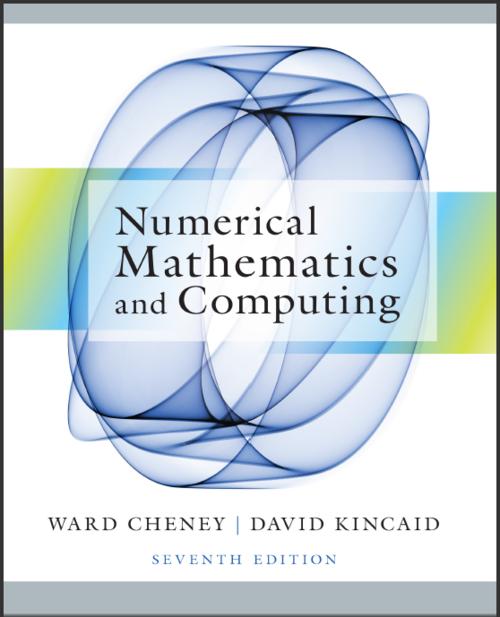 Numerical
Mathematics
and Computing
WARD CHENEY | DAVID KINCAID
SEVENTH EDITION